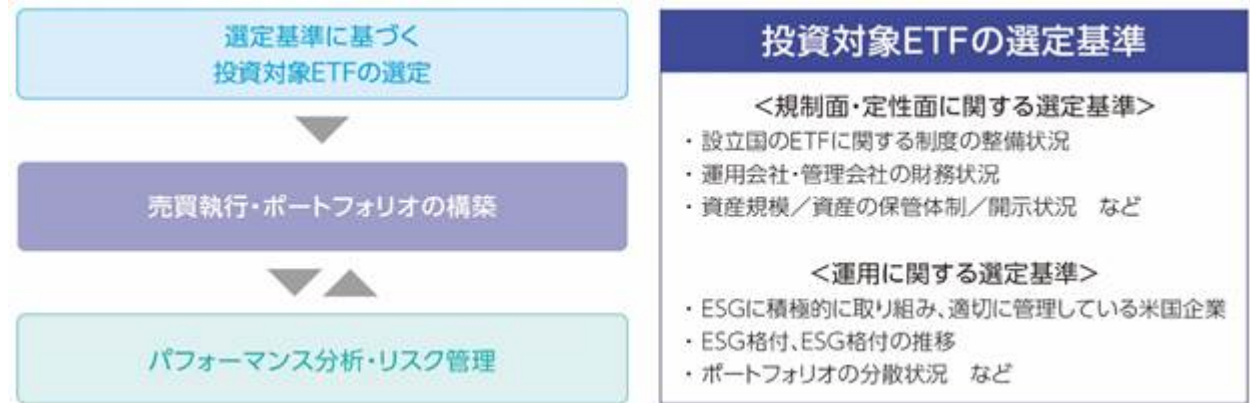 選定基準に基づく
投資対象ETFの選定
売買執行・ポートフォリオの構築
パフォーマンス分析・リスク管理
投資対象ETFの選定基準
＜規制面・定性面に関する選定基準＞
・設立国のETFに関する制度の整備状況
・運用会社・管理会社の財務状況
・資産規模／資産の保管体制／開示状況　など
＜運用に関する選定基準＞
・ESGに積極的に取り組み、適切に管理している米国企業
・ESG格付、ESG格付の推移
・ポートフォリオの分散状況　など